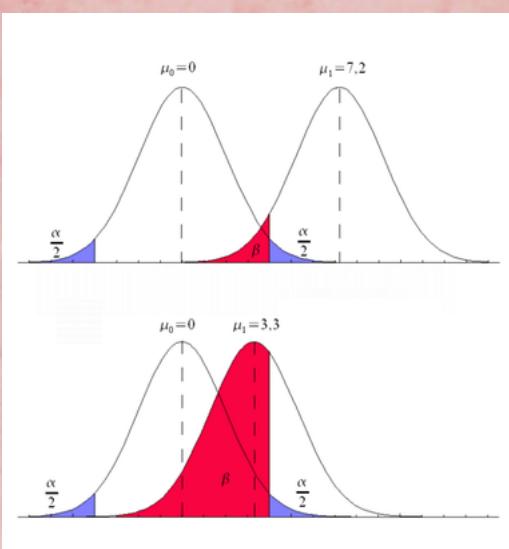 μ₀=0 μ₁=7,2
α/2 β α/2
μ₀=0 μ₁=3,3
α/2 β α/2